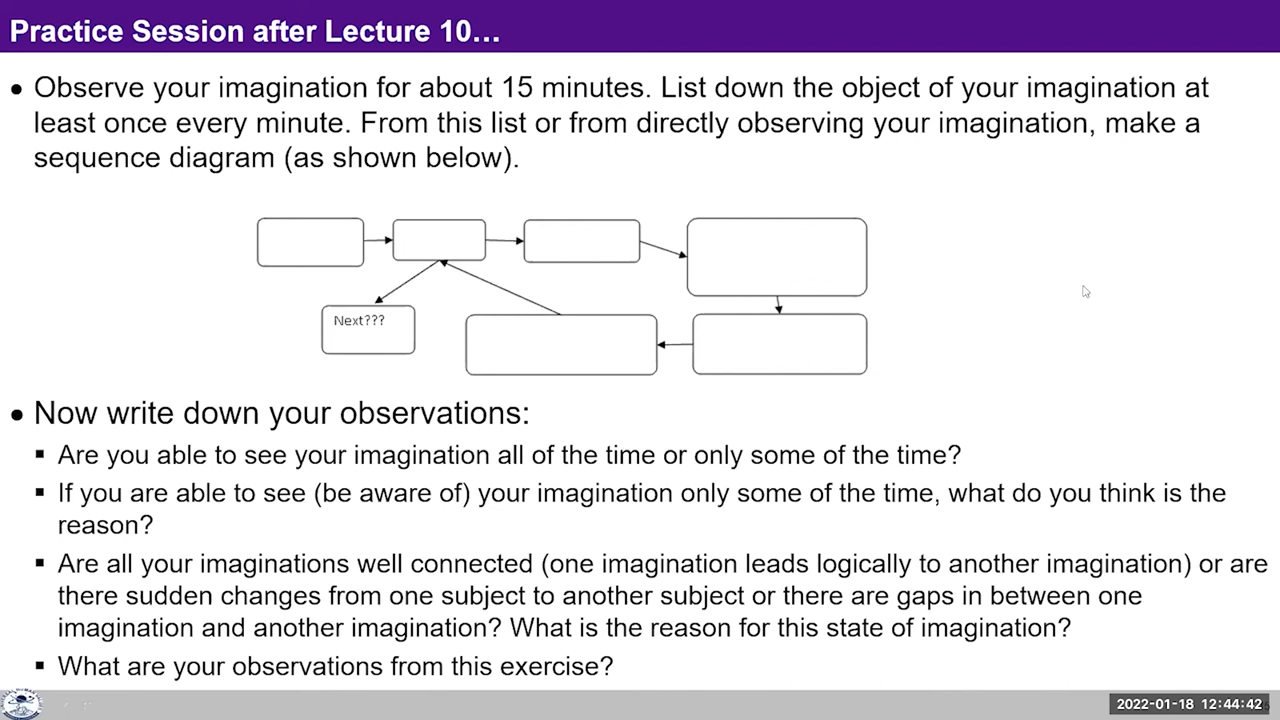 Practice Session after Lecture 10...
• Observe your imagination for about 15 minutes. List down the object of your imagination at
least once every minute. From this list or from directly observing your imagination, make a
sequence diagram (as shown below).
Next???
• Now write down your observations:
▪ Are you able to see your imagination all of the time or only some of the time?
▪ If you are able to see (be aware of) your imagination only some of the time, what do you think is the
reason?
▪ Are all your imaginations well connected (one imagination leads logically to another imagination) or are
there sudden changes from one subject to another subject or there are gaps in between one
imagination and another imagination? What is the reason for this state of imagination?
▪ What are your observations from this exercise?
2022-01-18 12:44:42